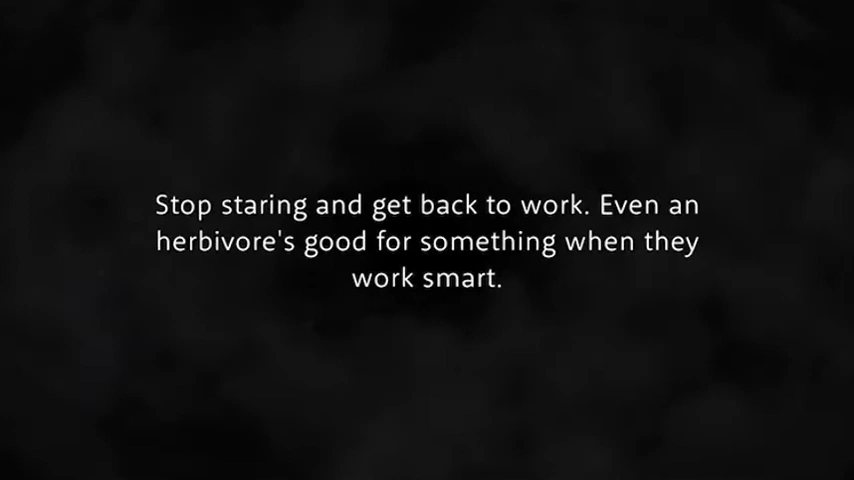 Stop staring and get back to work. Even an
herbivore's good for something when they
work smart.